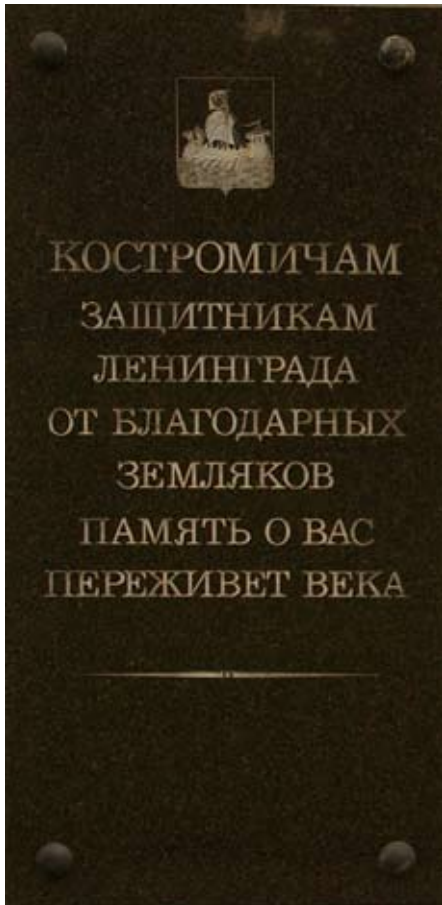 КОСТРОМИЧАМ
ЗАЩИТНИКАМ
ЛЕНИНГРАДА
ОТ БЛАГОДАРНЫХ
ЗЕМЛЯКОВ
ПАМЯТЬ О ВАС
ПЕРЕЖИВЕТ ВЕКА